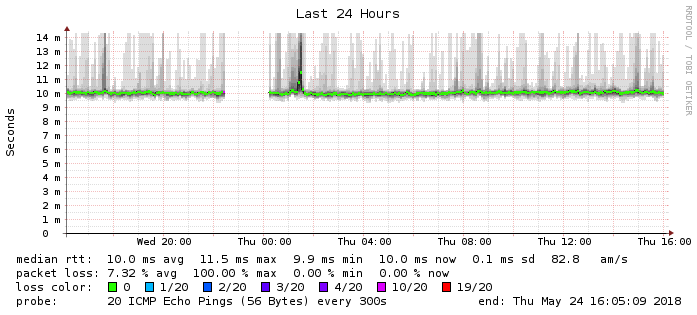 Last 24 Hours
RRDTOOL / TOBI OETIKER
Seconds
14 m
13 m
12 m
11 m
10 m
9 m
8 m
7 m
6 m
5 m
4 m
3 m
2 m
1 m
0
Wed 20:00 Thu 00:00 Thu 04:00 Thu 08:00 Thu 12:00 Thu 16:00
median rtt: 10.0 ms avg 11.5 ms max 9.9 ms min 10.0 ms now 0.1 ms sd 82.8 am/s
packet loss: 7.32 % avg 100.00 % max 0.00 % min 0.00 % now
loss color: 0 1/20 2/20 3/20 4/20 10/20 19/20
probe: 20 ICMP Echo Pings (56 Bytes) every 300s end: Thu May 24 16:05:09 2018